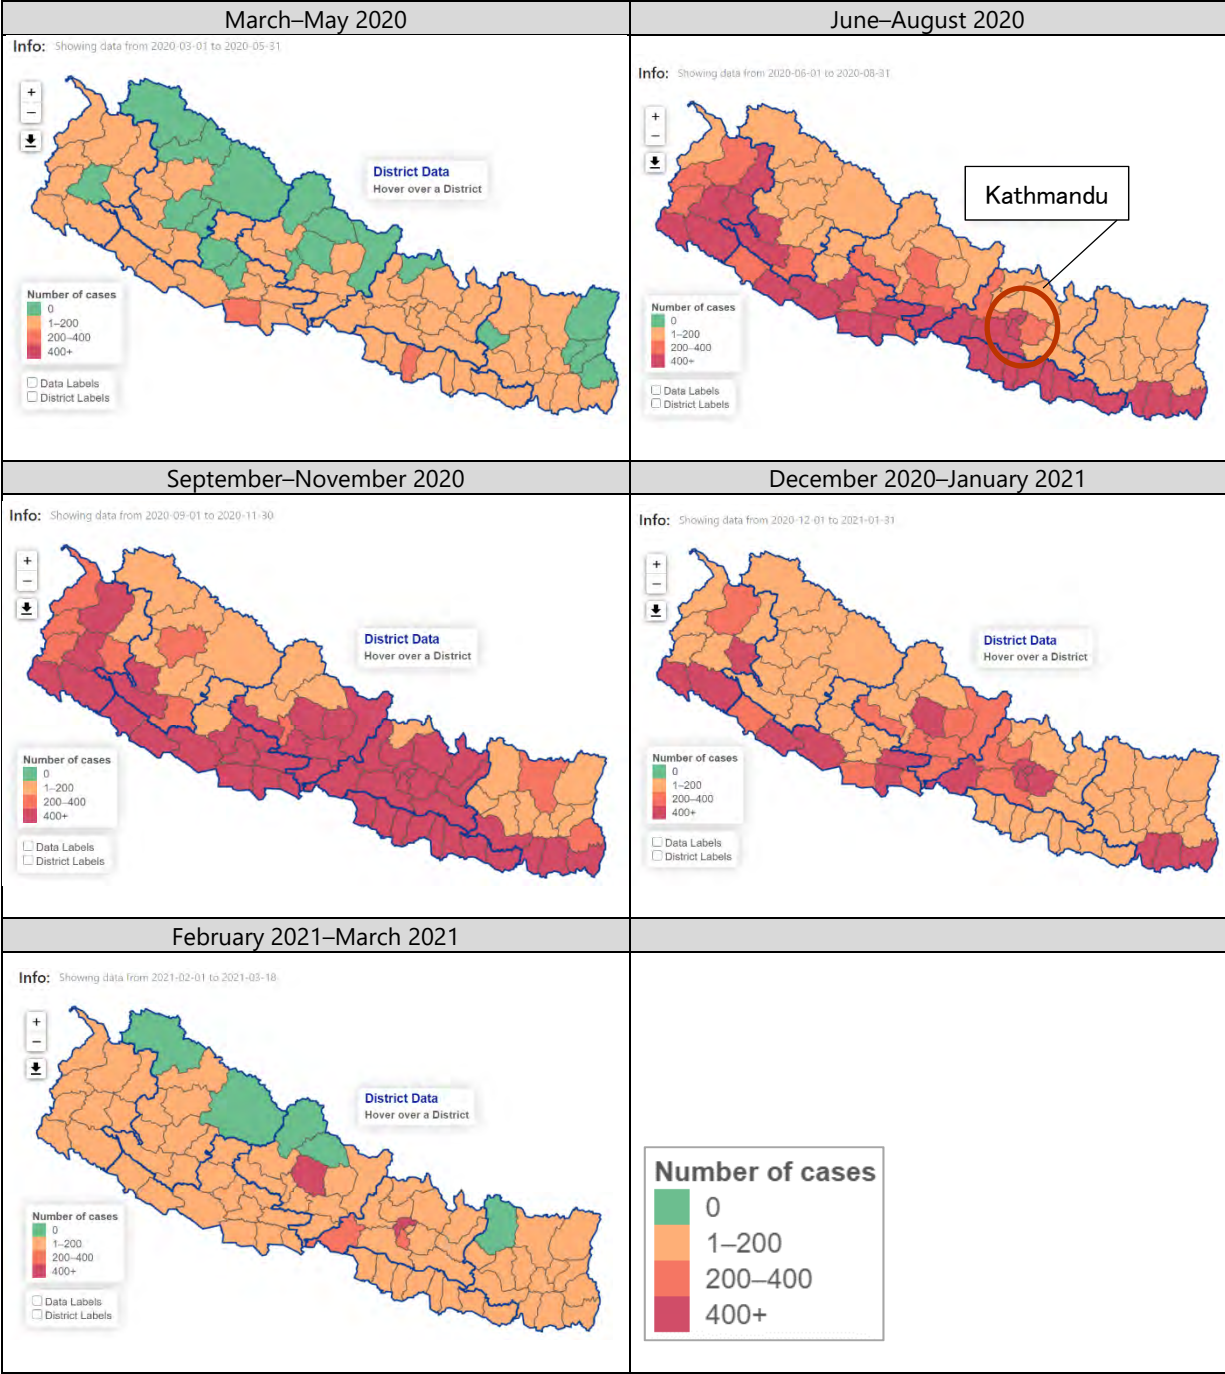 March–May 2020
Info: Showing data from 2020-03-01 to 2020-05-31
+
−
District Data
Hover over a District
Number of cases
0
1–200
200–400
400+
Data Labels
District Labels
June–August 2020
Info: Showing data from 2020-06-01 to 2020-08-31
+
−
Kathmandu
Number of cases
0
1–200
200–400
400+
Data Labels
District Labels
September–November 2020
Info: Showing data from 2020-09-01 to 2020-11-30
+
−
District Data
Hover over a District
Number of cases
0
1–200
200–400
400+
Data Labels
District Labels
December 2020–January 2021
Info: Showing data from 2020-12-01 to 2021-01-31
+
−
District Data
Hover over a District
Number of cases
0
1–200
200–400
400+
Data Labels
District Labels
February 2021–March 2021
Info: Showing data from 2021-02-01 to 2021-03-18
+
−
District Data
Hover over a District
Number of cases
0
1–200
200–400
400+
Data Labels
District Labels
Number of cases
0
1–200
200–400
400+